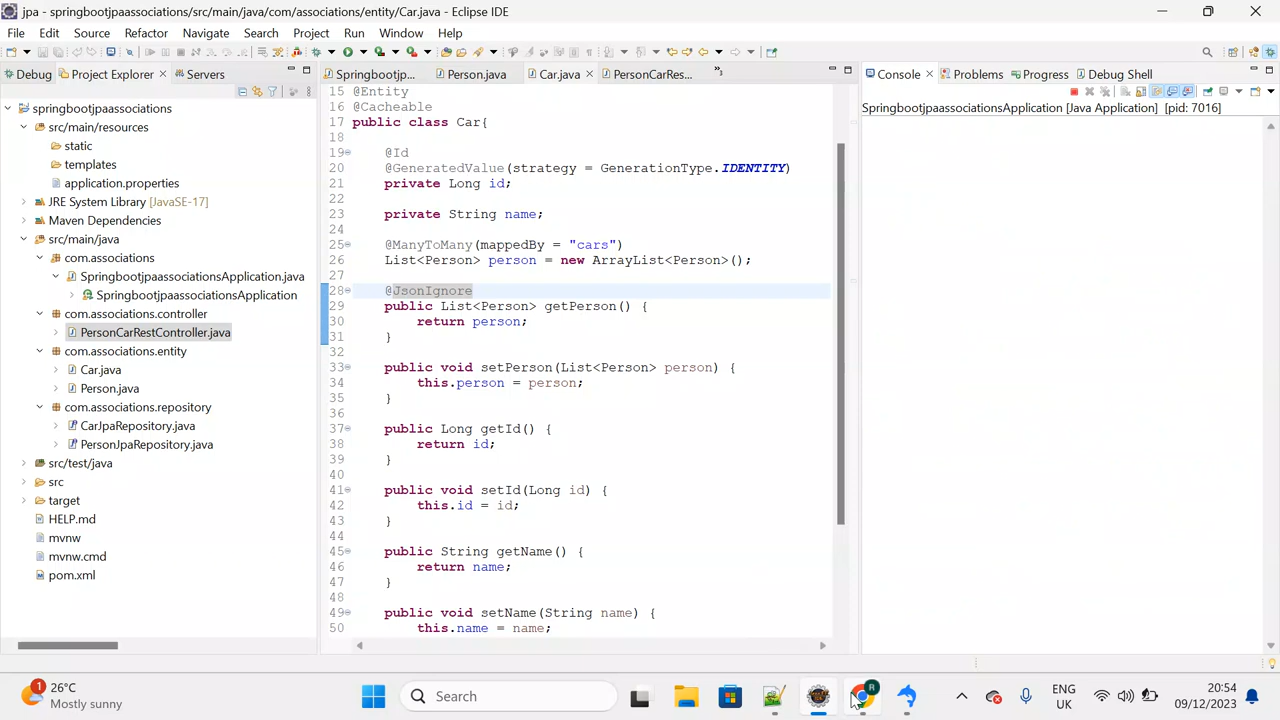 jpa - springbootjpaassociations/src/main/java/com/associations/entity/Car.java - Eclipse IDE
File Edit Source Refactor Navigate Search Project Run Window Help
Debug Project Explorer Servers
springbootjpaassociations
src/main/resources
static
templates
application.properties
JRE System Library [JavaSE-17]
Maven Dependencies
src/main/java
com.associations
SpringbootjpaassociationsApplication.java
SpringbootjpaassociationsApplication
com.associations.controller
PersonCarRestController.java
com.associations.entity
Car.java
Person.java
com.associations.repository
CarJpaRepository.java
PersonJpaRepository.java
src/test/java
src
target
HELP.md
mvnw
mvnw.cmd
pom.xml
Springbootjp... Person.java Car.java PersonCarRes...
15 @Entity
16 @Cacheable
17 public class Car{
18
19 @Id
20 @GeneratedValue(strategy = GenerationType.IDENTITY)
21 private Long id;
22
23 private String name;
24
25 @ManyToMany(mappedBy = "cars")
26 List<Person> person = new ArrayList<Person>();
27
28 @JsonIgnore
29 public List<Person> getPerson() {
30 return person;
31 }
32
33 public void setPerson(List<Person> person) {
34 this.person = person;
35 }
36
37 public Long getId() {
38 return id;
39 }
40
41 public void setId(Long id) {
42 this.id = id;
43 }
44
45 public String getName() {
46 return name;
47 }
48
49 public void setName(String name) {
50 this.name = name;
Console Problems Progress Debug Shell
SpringbootjpaassociationsApplication [Java Application] [pid: 7016]
1
26°C
Mostly sunny
Search
R
ENG
UK
20:54
09/12/2023